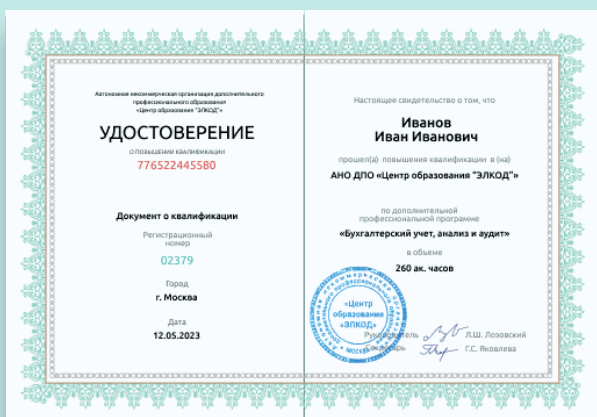 Автономная некоммерческая организация дополнительного
профессионального образования
«Центр образования "ЭЛКОД"»
УДОСТОВЕРЕНИЕ
О ПОВЫШЕНИИ КВАЛИФИКАЦИИ
776522445580
Документ о квалификации
Регистрационный
номер
02379
Город
г. Москва
Дата
12.05.2023
Настоящее свидетельство о том, что
Иванов
Иван Иванович
прошел(а) повышения квалификации в (на)
АНО ДПО «Центр образования "ЭЛКОД"»
по дополнительной
профессиональной программе
«Бухгалтерский учет, анализ и аудит»
в объеме
260 ак. часов
«Центр
образования
«ЭЛКОД»
МОСКВА
Руководитель Л.Ш. Лозовский
Секретарь Г.С. Яковлева